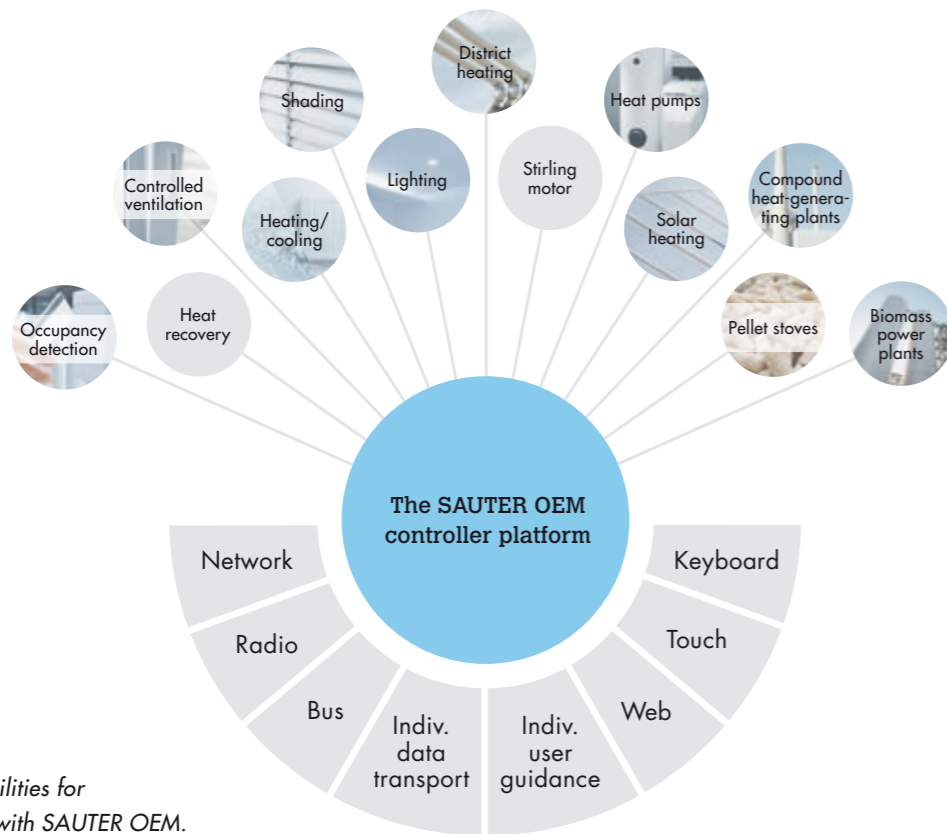 District
heating
Shading
Heat pumps
Controlled
ventilation
Heating/
cooling
Lighting
Stirling
motor
Solar
heating
Compound
heat-genera-
ting plants
Occupancy
detection
Heat
recovery
Pellet stoves
Biomass
power
plants
The SAUTER OEM
controller platform
Network
Radio
Bus
Indiv.
data
transport
Indiv.
user
guidance
Web
Touch
Keyboard
ilities for
with SAUTER OEM.